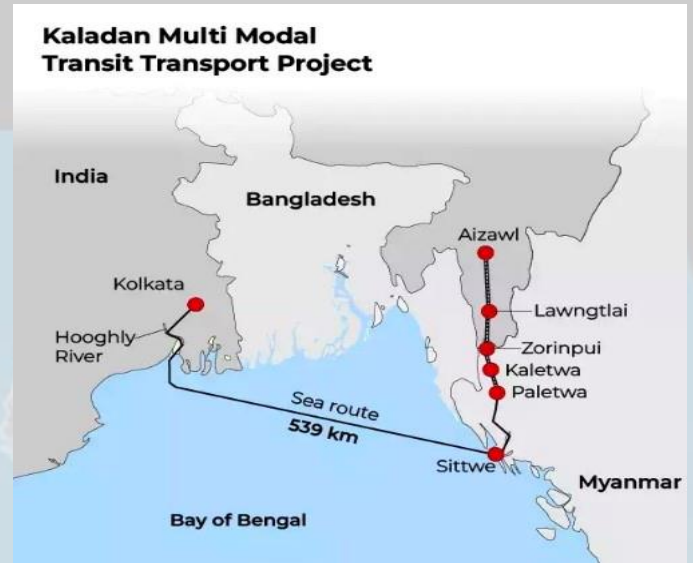 Kaladan Multi Modal
Transit Transport Project
India
Bangladesh
Aizawl
Kolkata
Lawngtlai
Hooghly
River
Zorinpui
Kaletwa
Paletwa
Sea route
539 km
Sittwe
Myanmar
Bay of Bengal